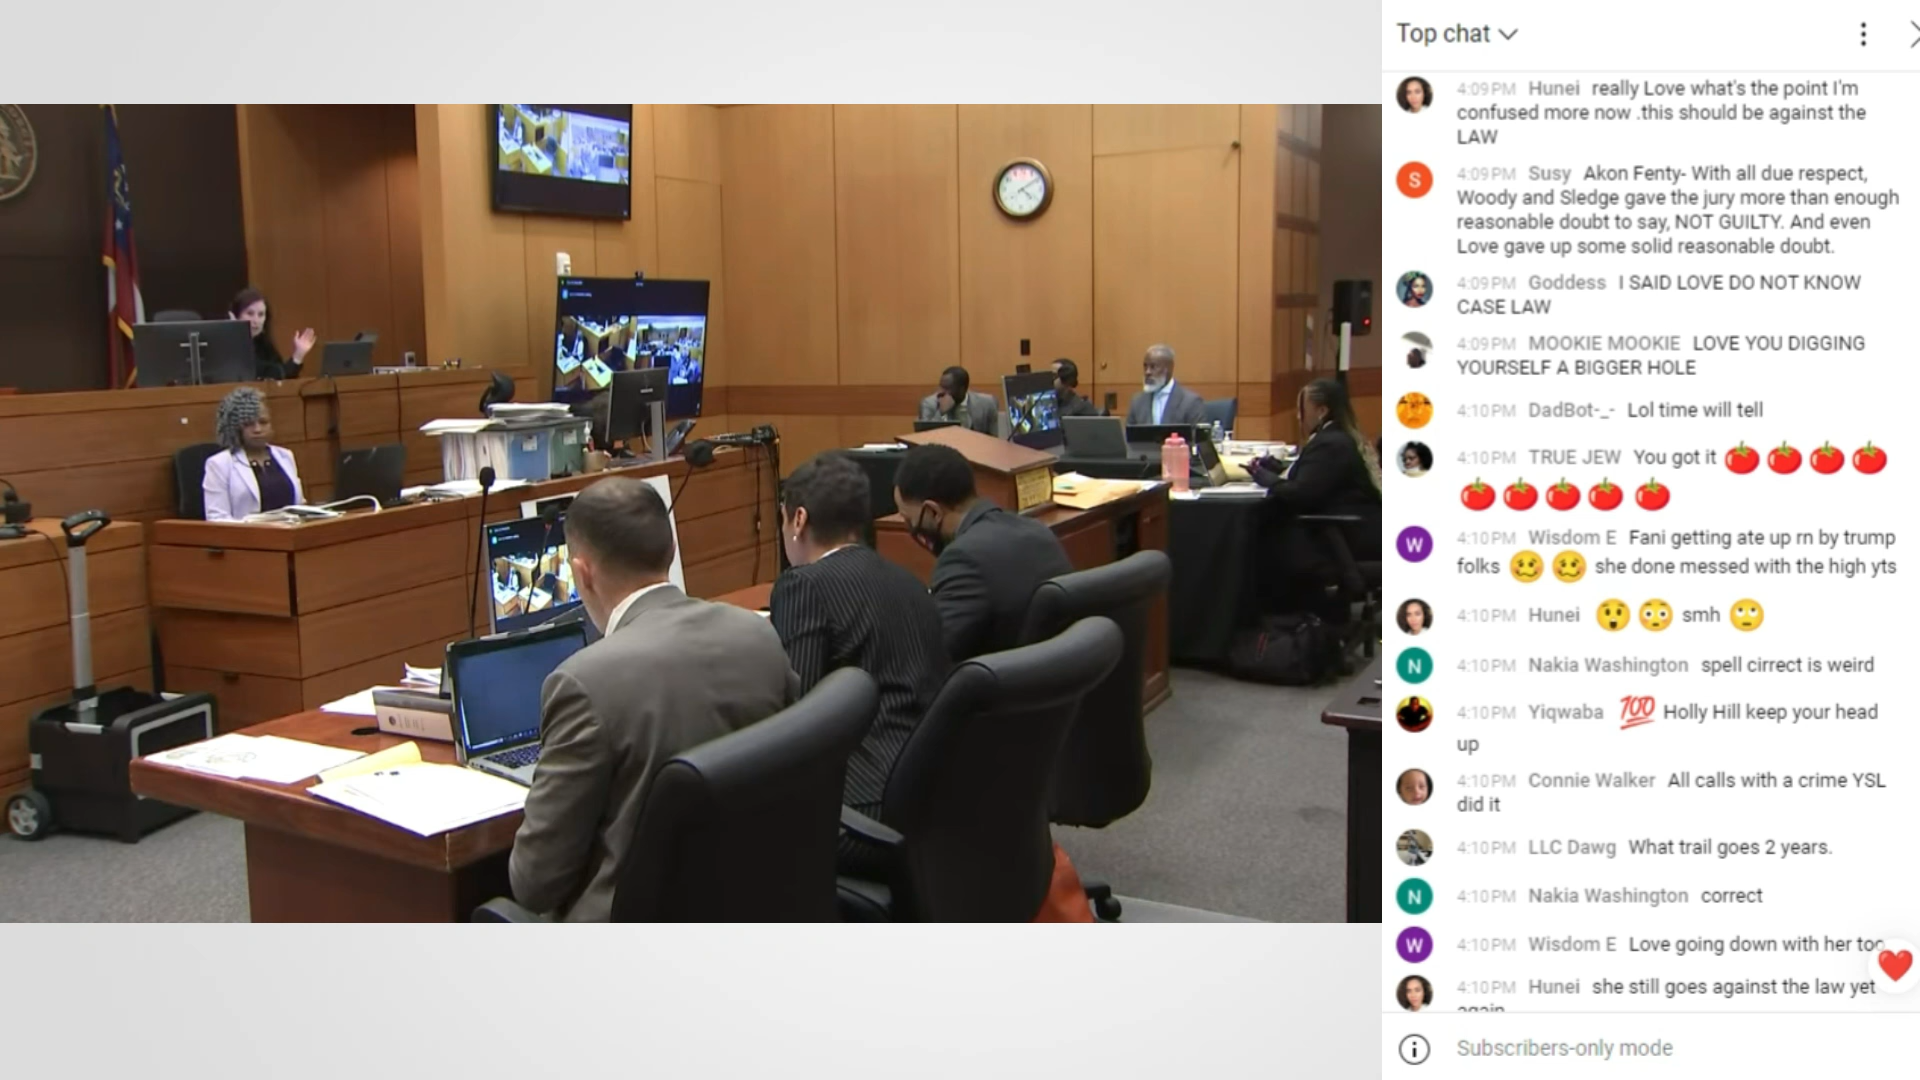 Top chat
4:09 PM Hunei really Love what's the point I'm
confused more now .this should be against the
LAW
S
4:09 PM Susy Akon Fenty- With all due respect,
Woody and Sledge gave the jury more than enough
reasonable doubt to say, NOT GUILTY. And even
Love gave up some solid reasonable doubt.
4:09 PM Goddess I SAID LOVE DO NOT KNOW
CASE LAW
4:09 PM MOOKIE MOOKIE LOVE YOU DIGGING
YOURSELF A BIGGER HOLE
4:10 PM DadBot-_- Lol time will tell
4:10 PM TRUE JEW You got it 🍅 🍅 🍅 🍅
🍅 🍅 🍅 🍅 🍅
W
4:10 PM Wisdom E Fani getting ate up rn by trump
folks 🥴 🥴 she done messed with the high yts
4:10 PM Hunei 😲 😳 smh 🙄
N
4:10 PM Nakia Washington spell cirrect is weird
4:10 PM Yiqwaba 💯 Holly Hill keep your head
up
4:10 PM Connie Walker All calls with a crime YSL
did it
4:10 PM LLC Dawg What trail goes 2 years.
N
4:10 PM Nakia Washington correct
W
4:10 PM Wisdom E Love going down with her too
4:10 PM Hunei she still goes against the law yet
again
Subscribers-only mode